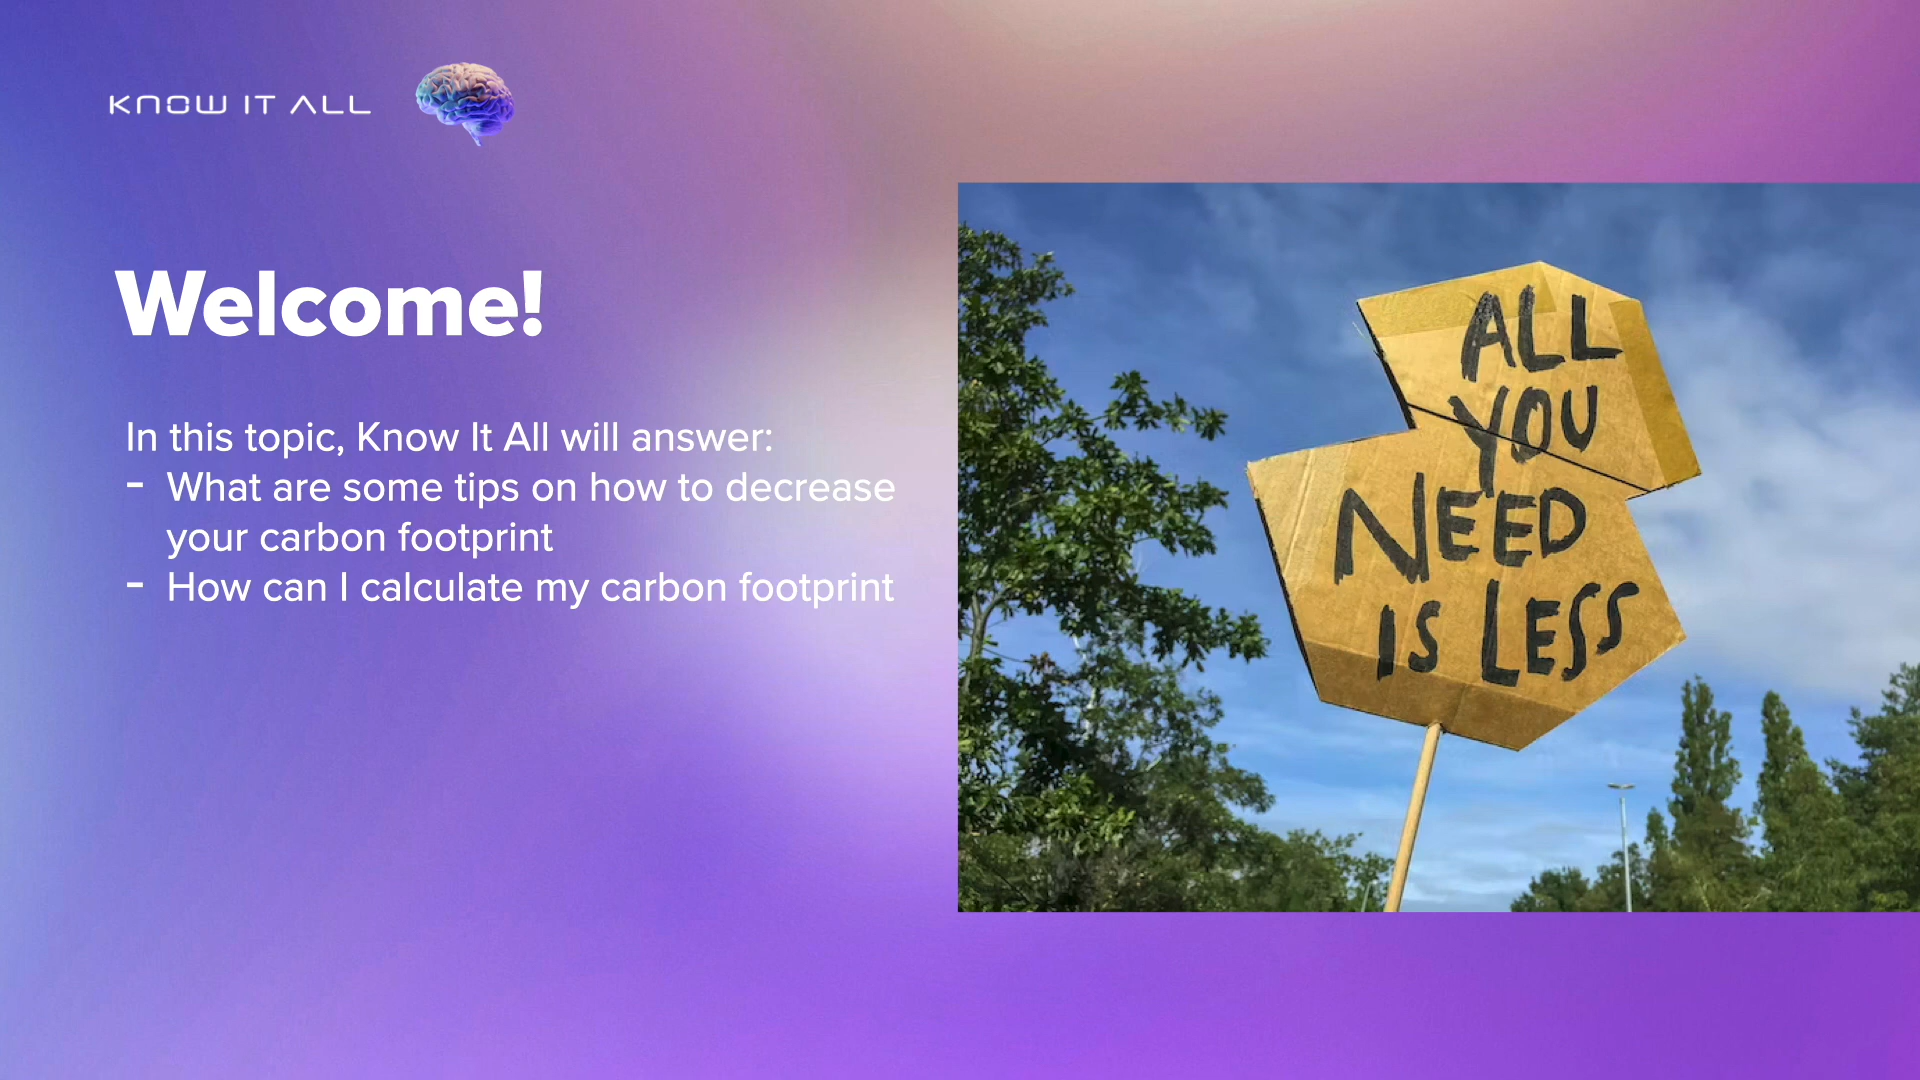 KNOW IT ALL
Welcome!
In this topic, Know It All will answer:
- What are some tips on how to decrease
your carbon footprint
- How can I calculate my carbon footprint
ALL
YOU
NEED
IS LESS